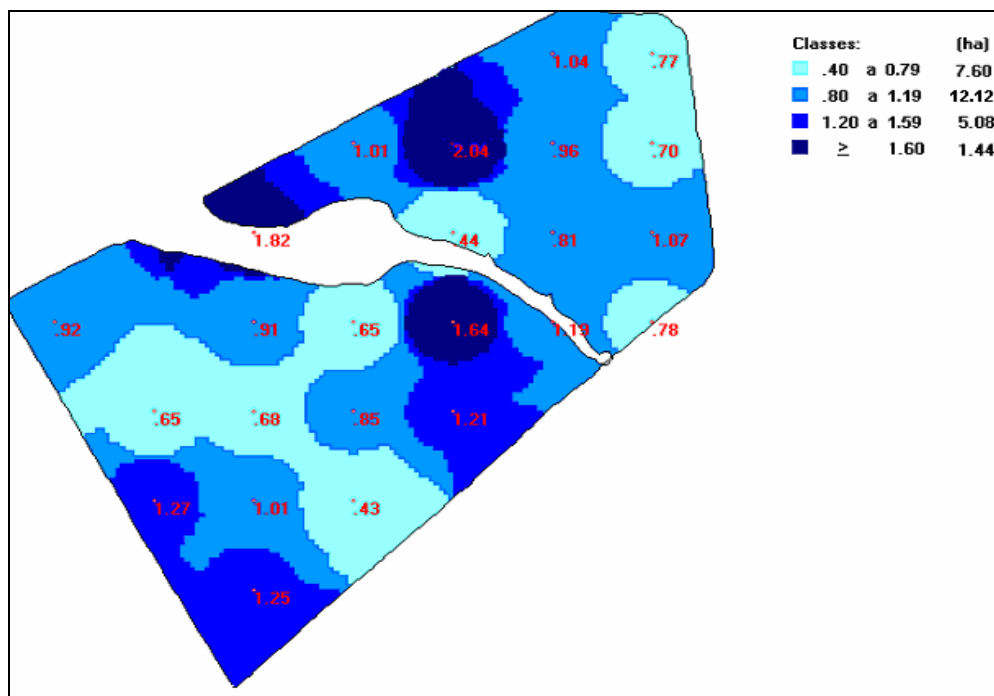 Classes: (ha)
.40 a 0.79 7.60
.80 a 1.19 12.12
1.20 a 1.59 5.08
≥ 1.60 1.44
1.04 .77
1.01 2.04 .96 .70
1.82 .44 .81 1.07
.92 .91 .65 1.64 1.19 .78
.65 .68 .85 1.21
1.27 1.01 .43
1.25